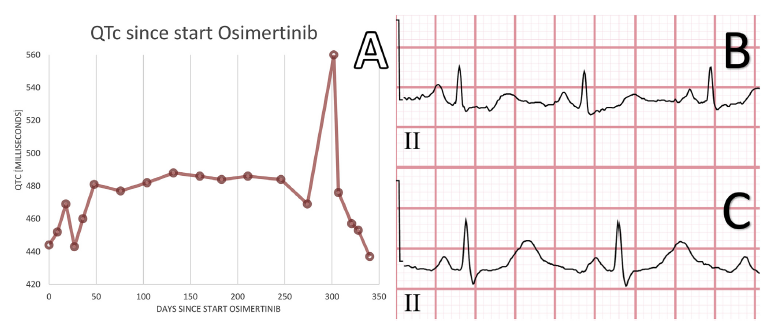 QTc since start Osimertinib
A
560
540
520
500
480
460
440
420
QTC [MILLISECONDS]
0 50 100 150 200 250 300 350
DAYS SINCE START OSIMERTINIB
B
II
C
II